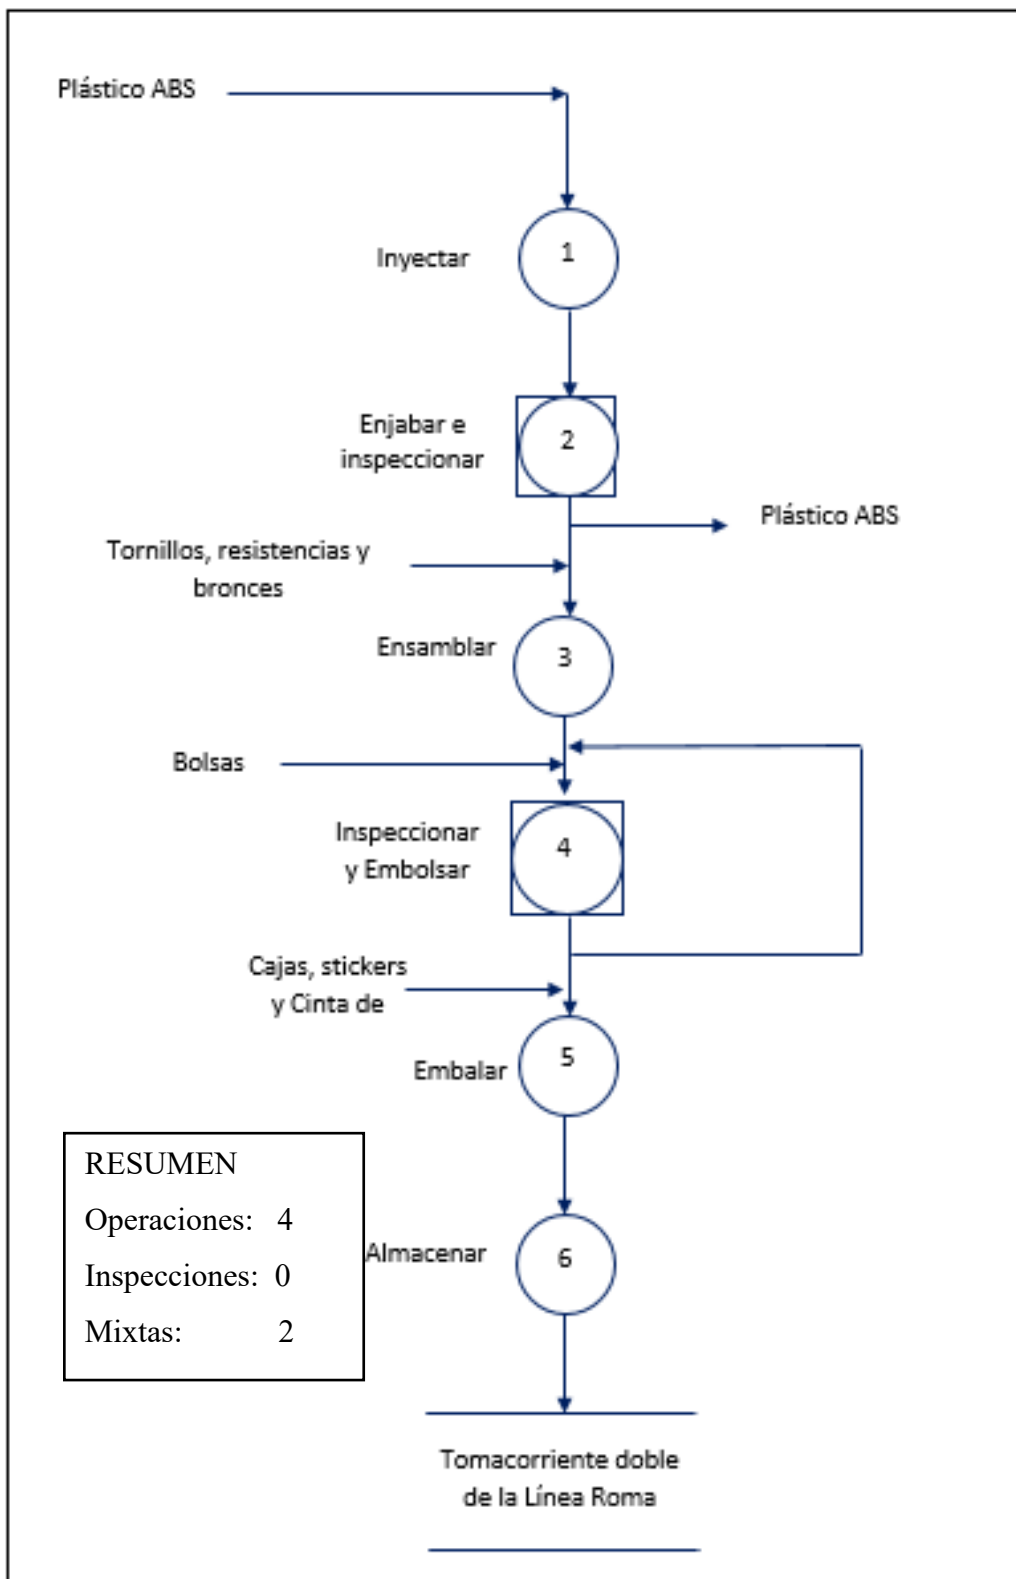 Plástico ABS
1
Inyectar
2
Enjabar e
inspeccionar
Plástico ABS
Tornillos, resistencias y
bronces
Ensamblar
3
Bolsas
Inspeccionar
y Embolsar
4
Cajas, stickers
y Cinta de
Embalar
5
RESUMEN
Operaciones: 4
Inspecciones: 0
Mixtas: 2
Almacenar
6
Tomacorriente doble
de la Línea Roma